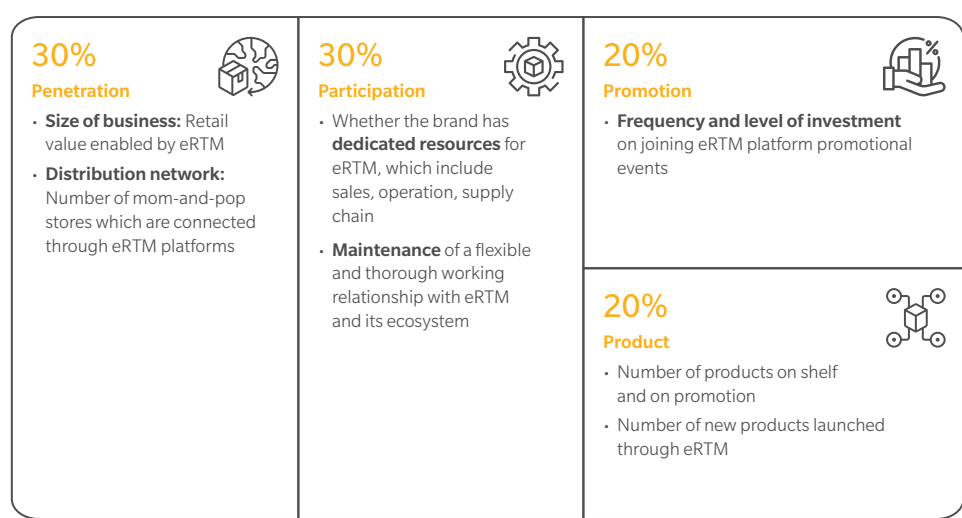 30%
Penetration
• Size of business: Retail
value enabled by eRTM
• Distribution network:
Number of mom-and-pop
stores which are connected
through eRTM platforms
30%
Participation
• Whether the brand has
dedicated resources for
eRTM, which include
sales, operation, supply
chain
• Maintenance of a flexible
and thorough working
relationship with eRTM
and its ecosystem
%
20%
Promotion
• Frequency and level of investment
on joining eRTM platform promotional
events
20%
Product
• Number of products on shelf
and on promotion
• Number of new products launched
through eRTM